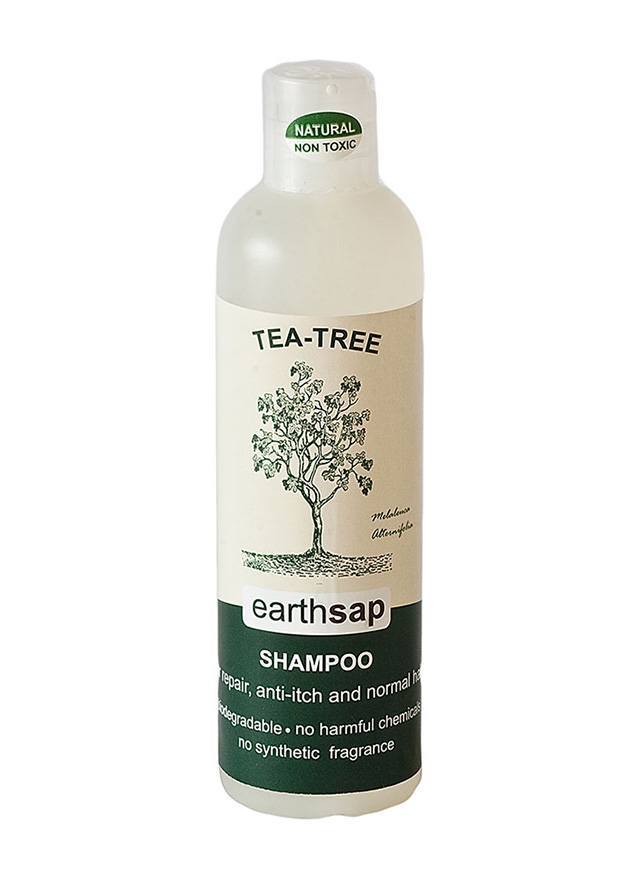 NATURAL
NON TOXIC
TEA-TREE
Melaleuca
Alternifolia
earthsap
SHAMPOO
repair, anti-itch and normal
no harmful chemicals
no synthetic fragrance